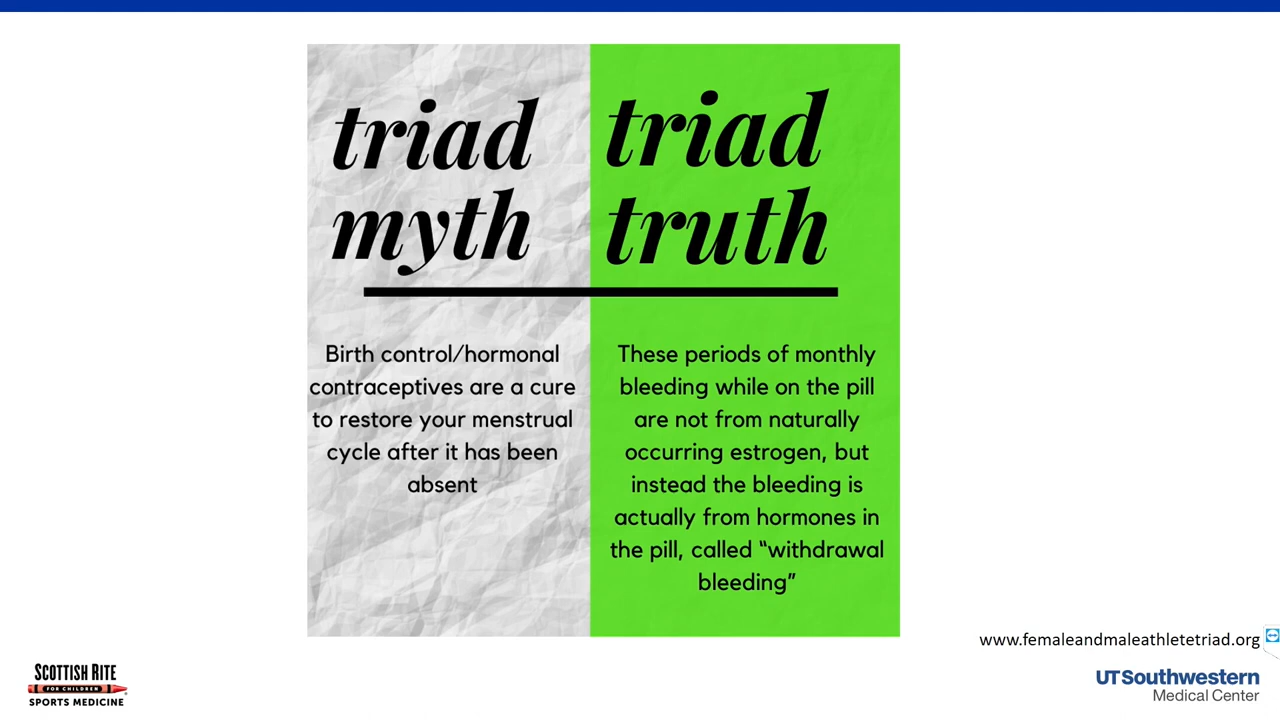 triad
myth
Birth control/hormonal
contraceptives are a cure
to restore your menstrual
cycle after it has been
absent
triad
truth
These periods of monthly
bleeding while on the pill
are not from naturally
occurring estrogen, but
instead the bleeding is
actually from hormones in
the pill, called “withdrawal
bleeding”
www.femaleandmaleathletetriad.org
SCOTTISH RITE
FOR CHILDREN
SPORTS MEDICINE
UTSouthwestern
Medical Center